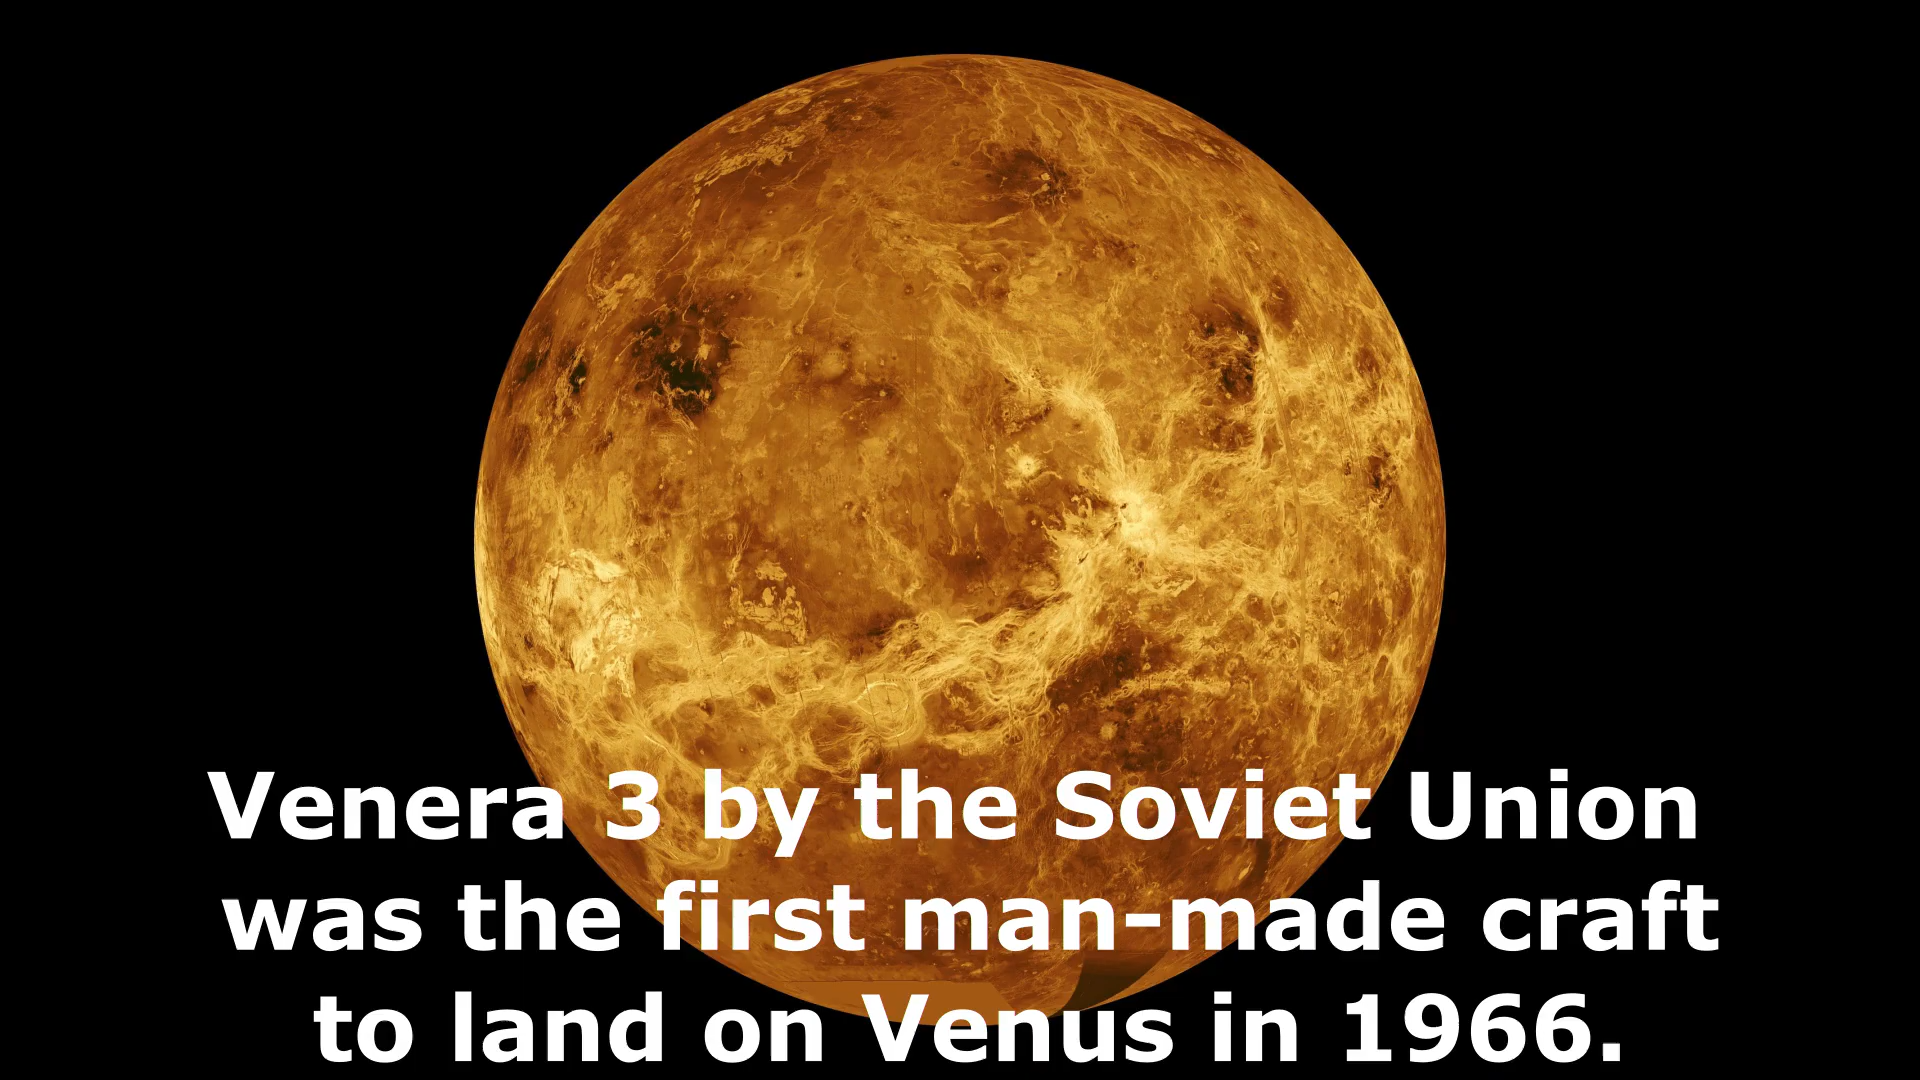 Venera 3 by the Soviet Union
was the first man-made craft
to land on Venus in 1966.